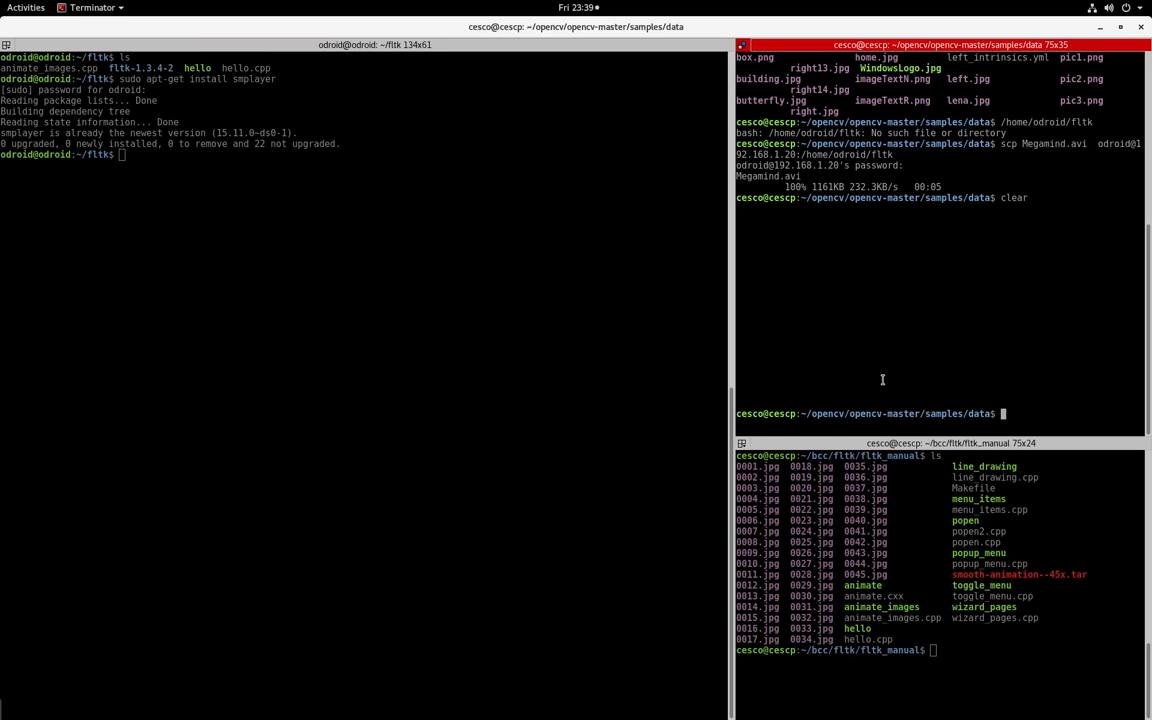 Activities Terminator Fri 23:39
cesco@cescp: ~/opencv/opencv-master/samples/data
odroid@odroid: ~/fltk 134x61
odroid@odroid:~/fltk$ ls
animate_images.cpp fltk-1.3.4-2 hello hello.cpp
odroid@odroid:~/fltk$ sudo apt-get install smplayer
[sudo] password for odroid:
Reading package lists... Done
Building dependency tree
Reading state information... Done
smplayer is already the newest version (15.11.0~ds0-1).
0 upgraded, 0 newly installed, 0 to remove and 22 not upgraded.
odroid@odroid:~/fltk$
cesco@cescp: ~/opencv/opencv-master/samples/data 75x35
box.png home.jpg left_intrinsics.yml pic1.png
right13.jpg WindowsLogo.jpg
building.jpg imageTextN.png left.jpg pic2.png
right14.jpg
butterfly.jpg imageTextR.png lena.jpg pic3.png
right.jpg
cesco@cescp:~/opencv/opencv-master/samples/data$ /home/odroid/fltk
bash: /home/odroid/fltk: No such file or directory
cesco@cescp:~/opencv/opencv-master/samples/data$ scp Megamind.avi odroid@1
92.168.1.20:/home/odroid/fltk
odroid@192.168.1.20's password:
Megamind.avi
100% 1161KB 232.3KB/s 00:05
cesco@cescp:~/opencv/opencv-master/samples/data$ clear
cesco@cescp:~/opencv/opencv-master/samples/data$
cesco@cescp: ~/bcc/fltk/fltk_manual 75x24
cesco@cescp:~/bcc/fltk/fltk_manual$ ls
0001.jpg 0018.jpg 0035.jpg line_drawing
0002.jpg 0019.jpg 0036.jpg line_drawing.cpp
0003.jpg 0020.jpg 0037.jpg Makefile
0004.jpg 0021.jpg 0038.jpg menu_items
0005.jpg 0022.jpg 0039.jpg menu_items.cpp
0006.jpg 0023.jpg 0040.jpg popen
0007.jpg 0024.jpg 0041.jpg popen2.cpp
0008.jpg 0025.jpg 0042.jpg popen.cpp
0009.jpg 0026.jpg 0043.jpg popup_menu
0010.jpg 0027.jpg 0044.jpg popup_menu.cpp
0011.jpg 0028.jpg 0045.jpg smooth-animation--45x.tar
0012.jpg 0029.jpg animate toggle_menu
0013.jpg 0030.jpg animate.cxx toggle_menu.cpp
0014.jpg 0031.jpg animate_images wizard_pages
0015.jpg 0032.jpg animate_images.cpp wizard_pages.cpp
0016.jpg 0033.jpg hello
0017.jpg 0034.jpg hello.cpp
cesco@cescp:~/bcc/fltk/fltk_manual$